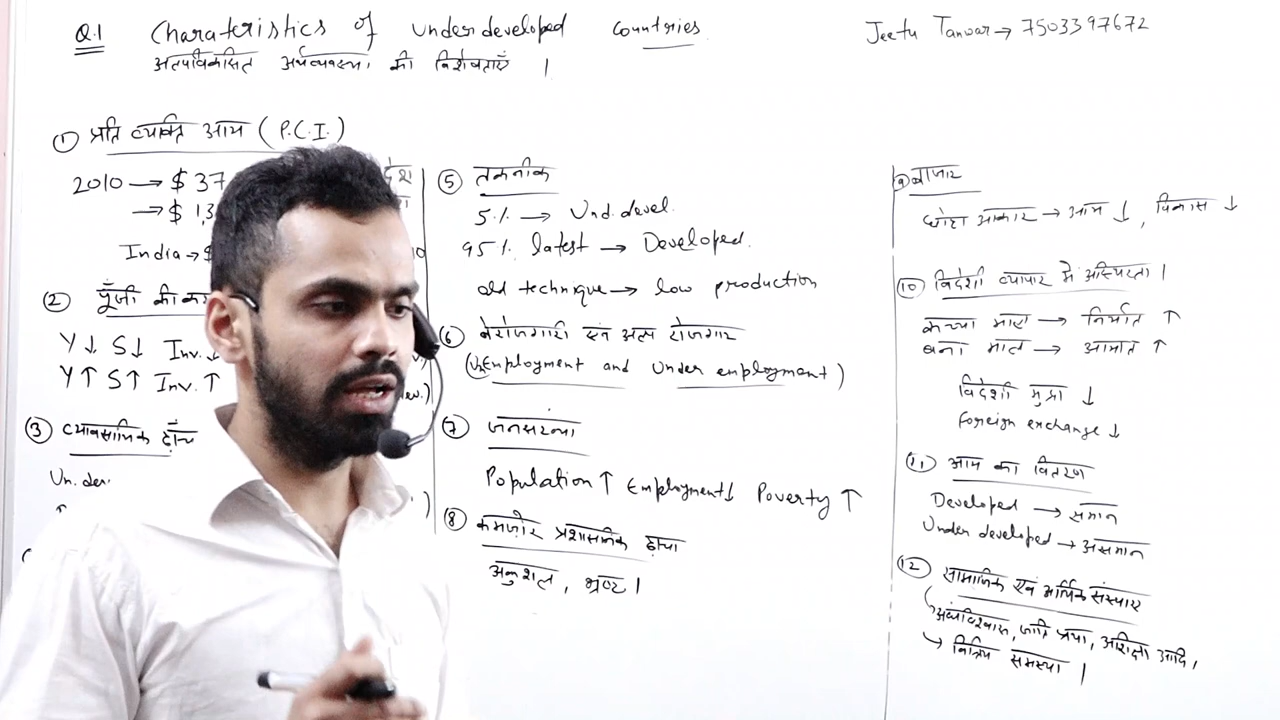 Q.1 Charateristics of Underdeveloped Countries.
अल्पविकसित अर्थव्यवस्था की विशेषताएँ ।
Jeetu Tanwar → 7503397672
① प्रति व्यक्ति आय (P.C.I.)
2010 → $ 37
→ $ 1,3
India → $
② पूँजी की
Y↓ S↓ Inv. ↓
Y↑ S↑ Inv. ↑
③ व्यावसायिक ढाँचा
⑤ तकनीक
5% → Und. devel.
95% latest → Developed.
old technique → low production
⑥ बेरोजगारी एवं अल्प रोजगार
(Unemployment and Under employment)
⑦ जनसंख्या
Population ↑ Employment↓ Poverty ↑
⑧ कमज़ोर प्रशासनिक ढ़ांचा
अकुशल, भ्रष्ट ।
⑨ बाजार
छोटा आकार → आय ↓, विकास ↓
⑩ विदेशी व्यापार में अस्थिरता ।
कच्चा माल → निर्यात ↑
बना माल → आयात ↑
विदेशी मुद्रा ↓
foreign exchange ↓
⑪ आय का वितरण
Developed → समान
Under developed → असमान
⑫ सामाजिक एवं धार्मिक संस्थाएं
अंधविश्वास, जाति प्रथा, अशिक्षा आदि,
→ समस्या ।